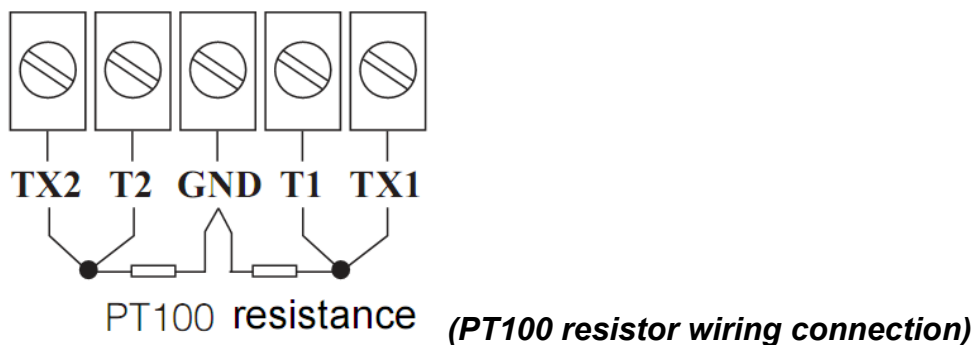 TX2 T2 GND T1 TX1
PT100 resistance (PT100 resistor wiring connection)